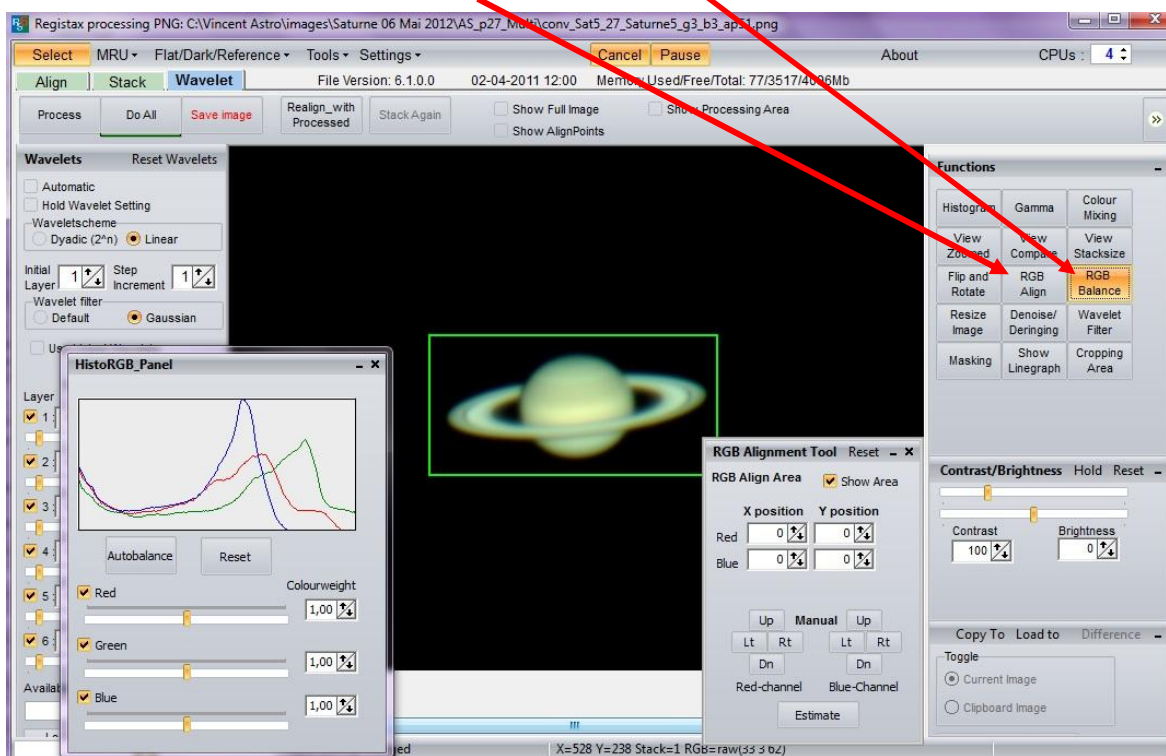 Registax processing PNG: C:\Vincent Astro\images\Saturne 06 Mai 2012\AS_p27_Multi\conv_Sat5_27_Saturne5_g3_b3_ap51.png
Select MRU Flat/Dark/Reference Tools Settings Cancel Pause About CPUs : 4
Align Stack Wavelet File Version: 6.1.0.0 02-04-2011 12:00 Memory Used/Free/Total: 77/3517/4096Mb
Process Do All Save image Realign_with Processed Stack Again
Show Full Image Show Processing Area
Show AlignPoints
Wavelets Reset Wavelets
Automatic
Hold Wavelet Setting
Waveletscheme
Dyadic (2^n) Linear
Initial Layer 1 Step Increment 1
Wavelet filter
Default Gaussian
Layer
1 :
2 :
3 :
4 :
5 :
6 :
HistoRGB_Panel
Autobalance Reset
Colourweight
Red 1,00
Green 1,00
Blue 1,00
RGB Alignment Tool Reset
RGB Align Area Show Area
X position Y position
Red 0 0
Blue 0 0
Up Manual Up
Lt Rt Lt Rt
Dn Dn
Red-channel Blue-Channel
Estimate
Functions
Histogram Gamma Colour Mixing
View Zoomed View Compare View Stacksize
Flip and Rotate RGB Align RGB Balance
Resize Image Denoise/ Deringing Wavelet Filter
Masking Show Linegraph Cropping Area
Contrast/Brightness Hold Reset
Contrast Brightness
100 0
Copy To Load to Difference
Toggle
Current Image
Clipboard Image
X=528 Y=238 Stack=1 RGB=raw(33 3 62)